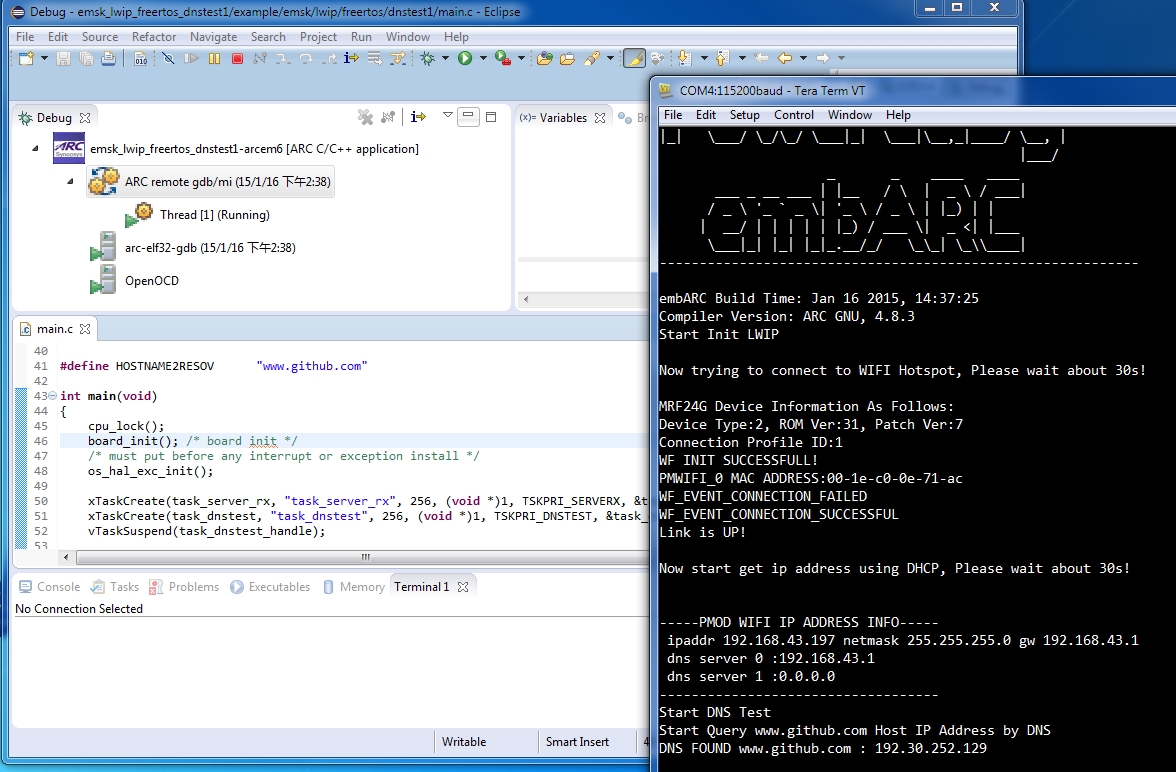 Debug - emsk_lwip_freertos_dnstest1/example/emsk/lwip/freertos/dnstest1/main.c - Eclipse
File Edit Source Refactor Navigate Search Project Run Window Help
Debug
ARC
Synopsys
emsk_lwip_freertos_dnstest1-arcem6 [ARC C/C++ application]
ARC remote gdb/mi (15/1/16 下午2:38)
Thread [1] (Running)
arc-elf32-gdb (15/1/16 下午2:38)
OpenOCD
(x)= Variables
Br
main.c
40
41 #define HOSTNAME2RESOV "www.github.com"
42
43 int main(void)
44 {
45 cpu_lock();
46 board_init(); /* board init */
47 /* must put before any interrupt or exception install */
48 os_hal_exc_init();
49
50 xTaskCreate(task_server_rx, "task_server_rx", 256, (void *)1, TSKPRI_SERVERX, &t
51 xTaskCreate(task_dnstest, "task_dnstest", 256, (void *)1, TSKPRI_DNSTEST, &task_
52 vTaskSuspend(task_dnstest_handle);
53
Console Tasks Problems Executables Memory Terminal 1
No Connection Selected
Writable Smart Insert 4
COM4:115200baud - Tera Term VT
File Edit Setup Control Window Help
embARC
embARC Build Time: Jan 16 2015, 14:37:25
Compiler Version: ARC GNU, 4.8.3
Start Init LWIP
Now trying to connect to WIFI Hotspot, Please wait about 30s!
MRF24G Device Information As Follows:
Device Type:2, ROM Ver:31, Patch Ver:7
Connection Profile ID:1
WF INIT SUCCESSFULL!
PMWIFI_0 MAC ADDRESS:00-1e-c0-0e-71-ac
WF_EVENT_CONNECTION_FAILED
WF_EVENT_CONNECTION_SUCCESSFUL
Link is UP!
Now start get ip address using DHCP, Please wait about 30s!
-----PMOD WIFI IP ADDRESS INFO-----
ipaddr 192.168.43.197 netmask 255.255.255.0 gw 192.168.43.1
dns server 0 :192.168.43.1
dns server 1 :0.0.0.0
-----------------------------------
Start DNS Test
Start Query www.github.com Host IP Address by DNS
DNS FOUND www.github.com : 192.30.252.129